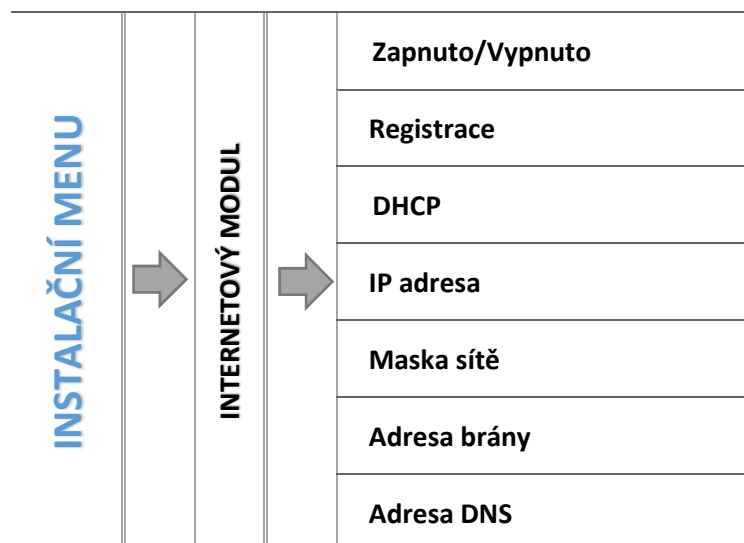 INSTALAČNÍ MENU
INTERNETOVÝ MODUL
Zapnuto/Vypnuto
Registrace
DHCP
IP adresa
Maska sítě
Adresa brány
Adresa DNS